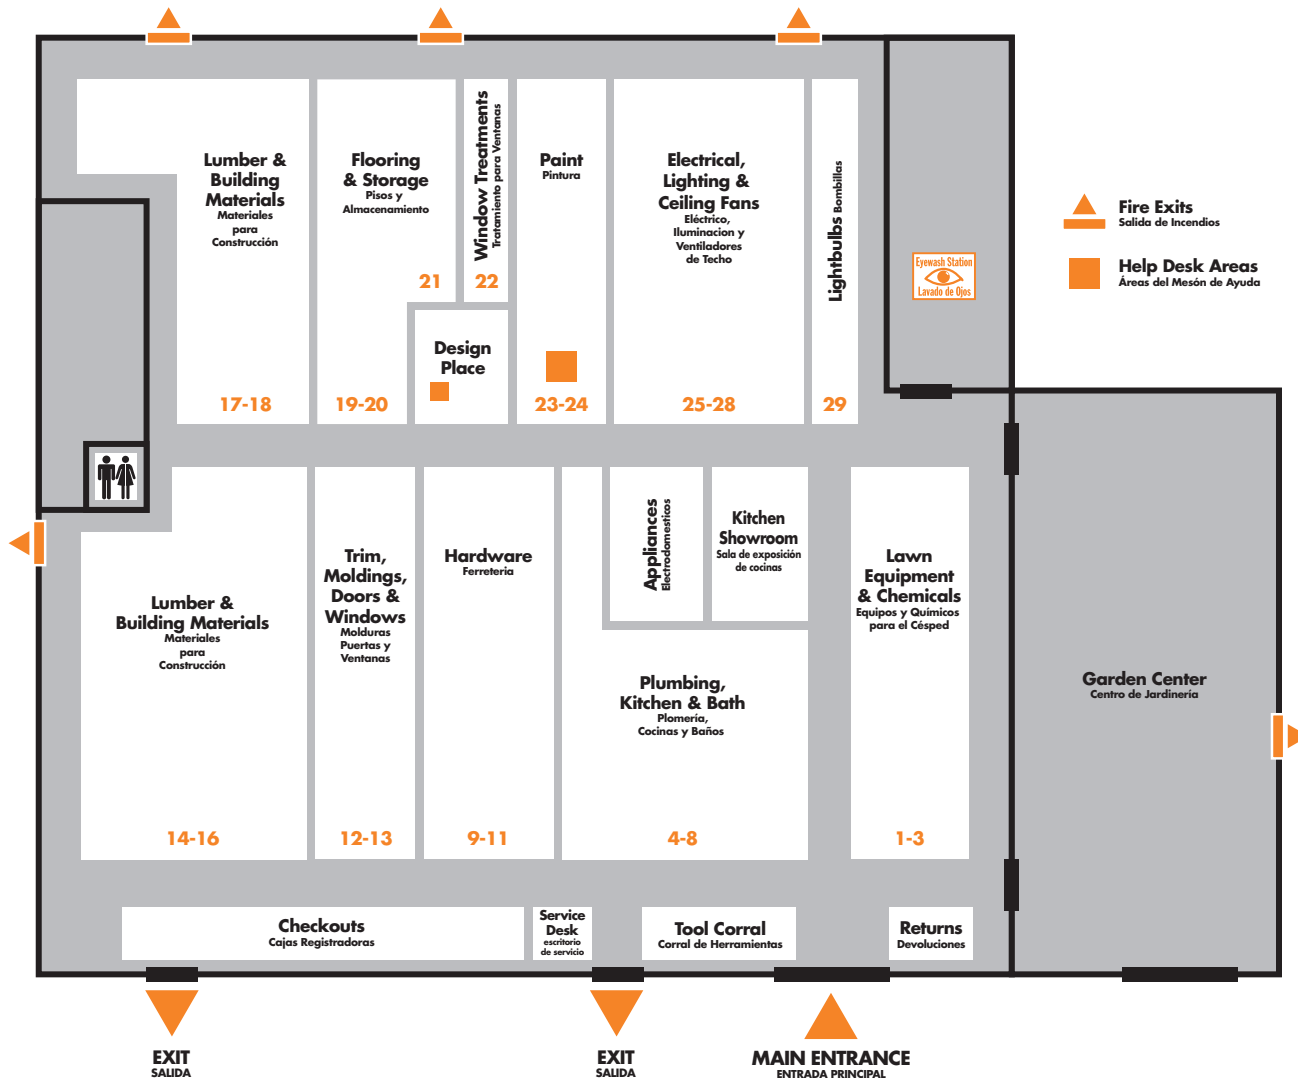 Lumber &
Building
Materials
Materiales
para
Construcción
17-18
Flooring
& Storage
Pisos y
Almacenamiento
21
19-20
Window Treatments
Tratamiento para Ventanas
22
Design
Place
Paint
Pintura
23-24
Electrical,
Lighting &
Ceiling Fans
Eléctrico,
Iluminacion y
Ventiladores
de Techo
25-28
Lightbulbs Bombillas
29
Eyewash Station
Lavado de Ojos
Fire Exits
Salida de Incendios
Help Desk Areas
Áreas del Mesón de Ayuda
Lumber &
Building Materials
Materiales
para
Construcción
14-16
Trim,
Moldings,
Doors &
Windows
Molduras
Puertas y
Ventanas
12-13
Hardware
Ferreteria
9-11
Appliances
Electrodomesticos
Kitchen
Showroom
Sala de exposición
de cocinas
Plumbing,
Kitchen & Bath
Plomería,
Cocinas y Baños
4-8
Lawn
Equipment
& Chemicals
Equipos y Químicos
para el Césped
1-3
Garden Center
Centro de Jardinería
Checkouts
Cajas Registradoras
Service
Desk
escritorio
de servicio
Tool Corral
Corral de Herramientas
Returns
Devoluciones
EXIT
SALIDA
EXIT
SALIDA
MAIN ENTRANCE
ENTRADA PRINCIPAL